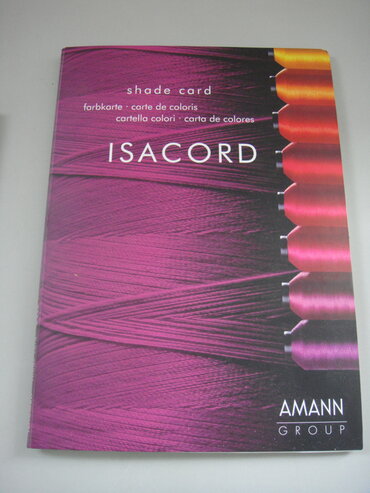 shade card
farbkarte · carte de coloris
cartella colori · carta de colores
ISACORD
AMANN
GROUP